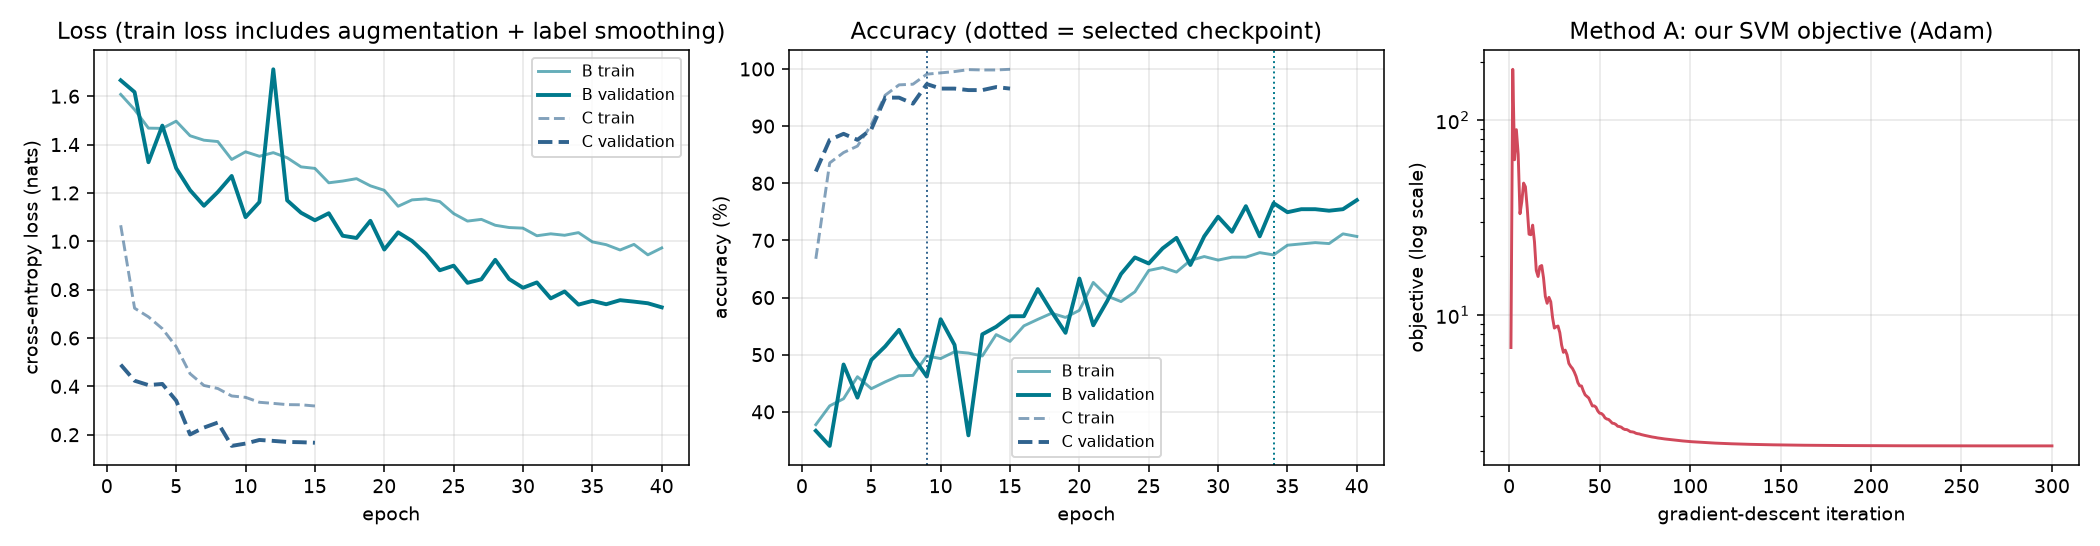 Loss (train loss includes augmentation + label smoothing)
cross-entropy loss (nats)
1.6
1.4
1.2
1.0
0.8
0.6
0.4
0.2
B train
B validation
C train
C validation
0 5 10 15 20 25 30 35 40
epoch
Accuracy (dotted = selected checkpoint)
accuracy (%)
100
90
80
70
60
50
40
B train
B validation
C train
C validation
0 5 10 15 20 25 30 35 40
epoch
Method A: our SVM objective (Adam)
objective (log scale)
10²
10¹
0 50 100 150 200 250 300
gradient-descent iteration